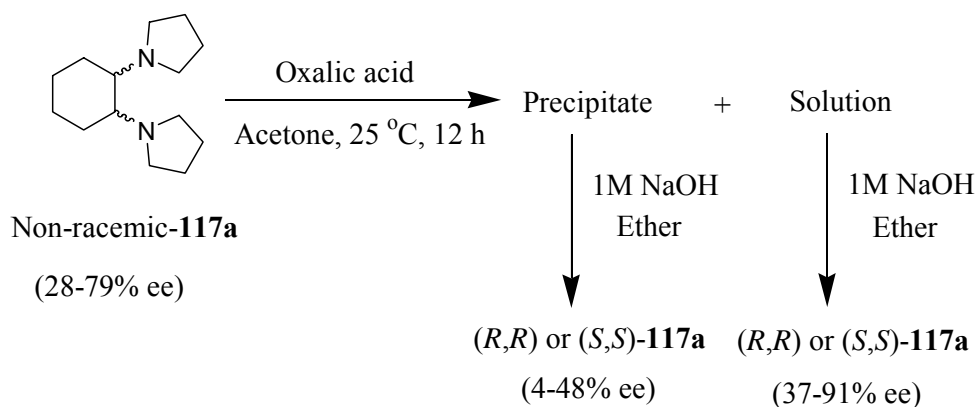 N
N
Oxalic acid
Acetone, 25 °C, 12 h
Precipitate + Solution
1M NaOH
Ether
1M NaOH
Ether
Non-racemic-117a
(28-79% ee)
(R,R) or (S,S)-117a
(4-48% ee)
(R,R) or (S,S)-117a
(37-91% ee)